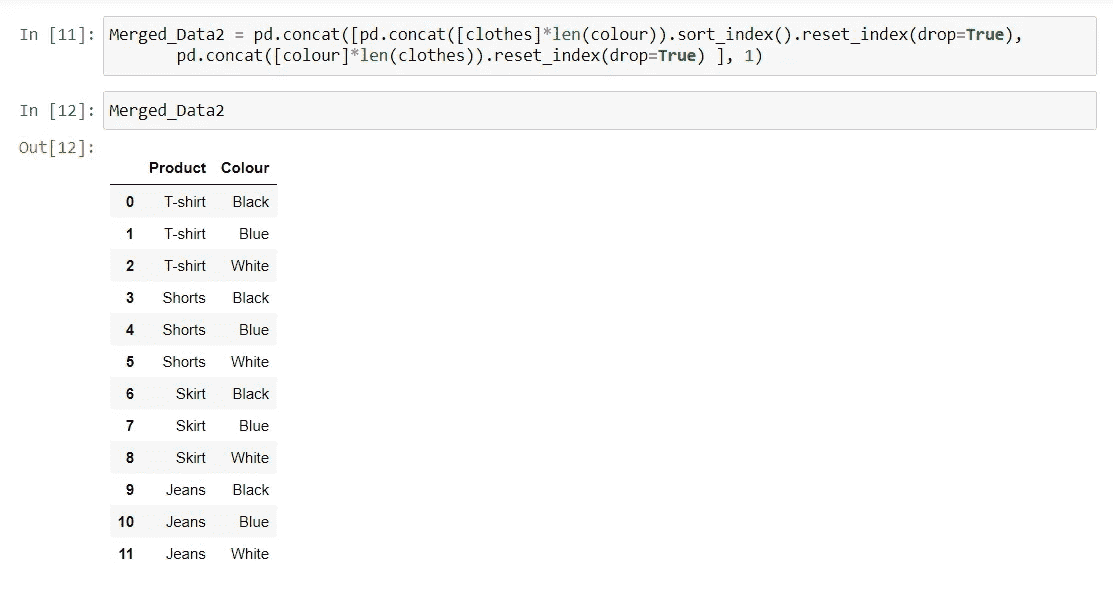 In [11]: Merged_Data2 = pd.concat([pd.concat([clothes]*len(colour)).sort_index().reset_index(drop=True),
pd.concat([colour]*len(clothes)).reset_index(drop=True) ], 1)
In [12]: Merged_Data2
Out[12]:
Product Colour
0 T-shirt Black
1 T-shirt Blue
2 T-shirt White
3 Shorts Black
4 Shorts Blue
5 Shorts White
6 Skirt Black
7 Skirt Blue
8 Skirt White
9 Jeans Black
10 Jeans Blue
11 Jeans White